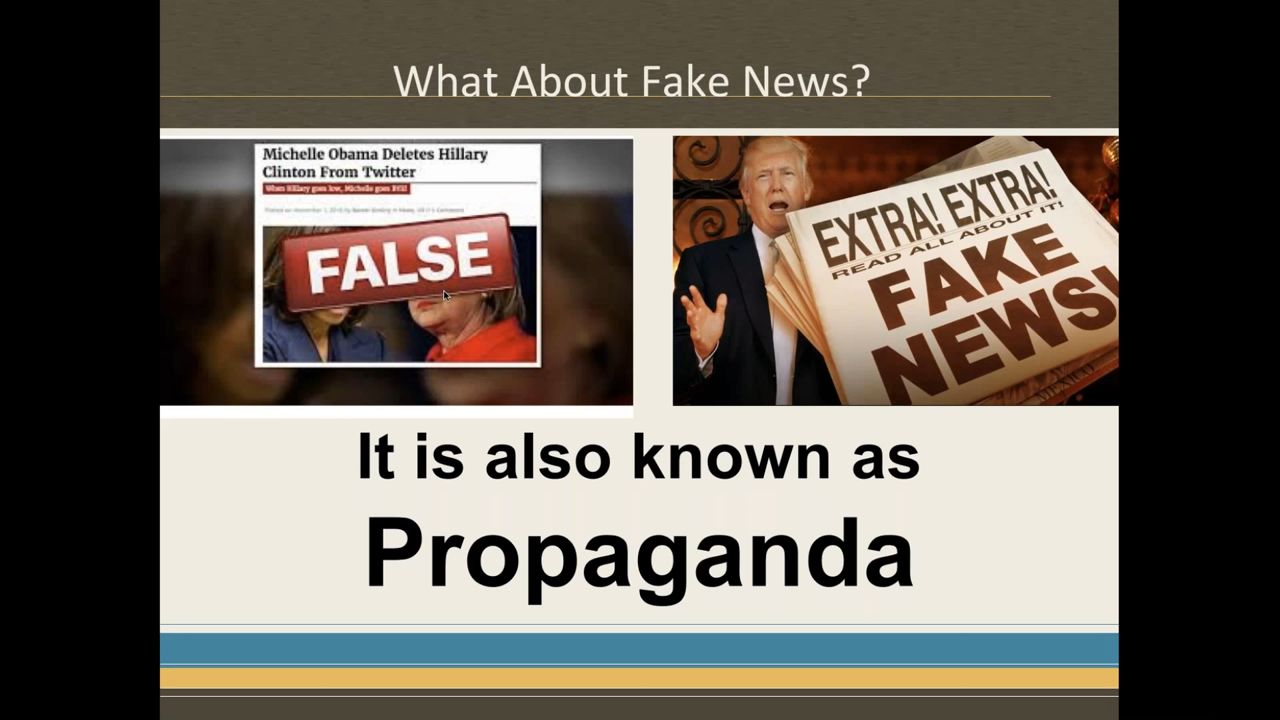 What About Fake News?
Michelle Obama Deletes Hillary
Clinton From Twitter
When Hillary goes low, Michelle goes BYE!
FALSE
EXTRA! EXTRA!
READ ALL ABOUT IT!
FAKE
NEWS!
It is also known as
Propaganda